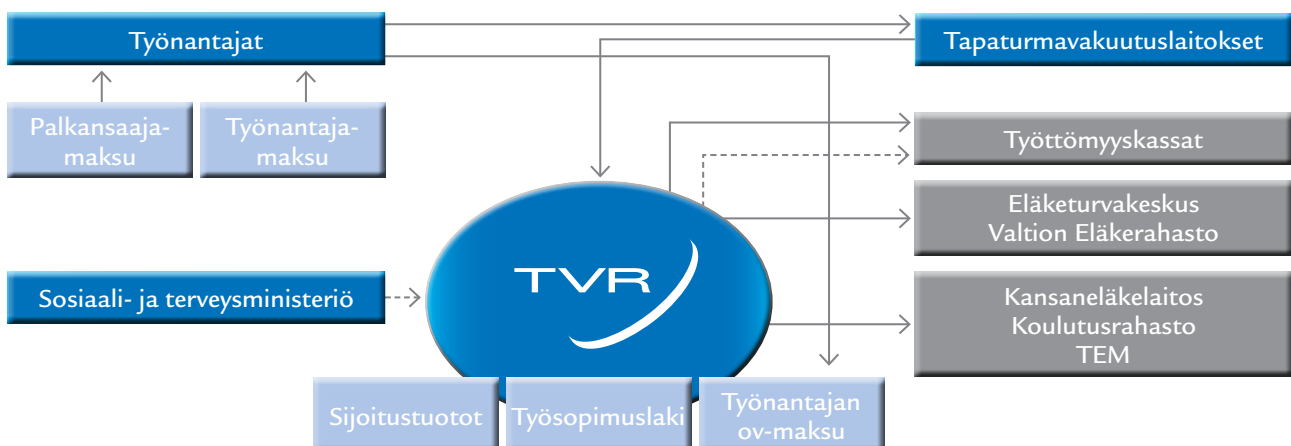 Työnantajat
Tapaturmavakuutuslaitokset
Palkansaaja-
maksu
Työnantaja-
maksu
Työttömyyskassat
Eläketurvakeskus
Valtion Eläkerahasto
TVR
Sosiaali- ja terveysministeriö
Kansaneläkelaitos
Koulutusrahasto
TEM
Sijoitustuotot
Työsopimuslaki
Työnantajan
ov-maksu